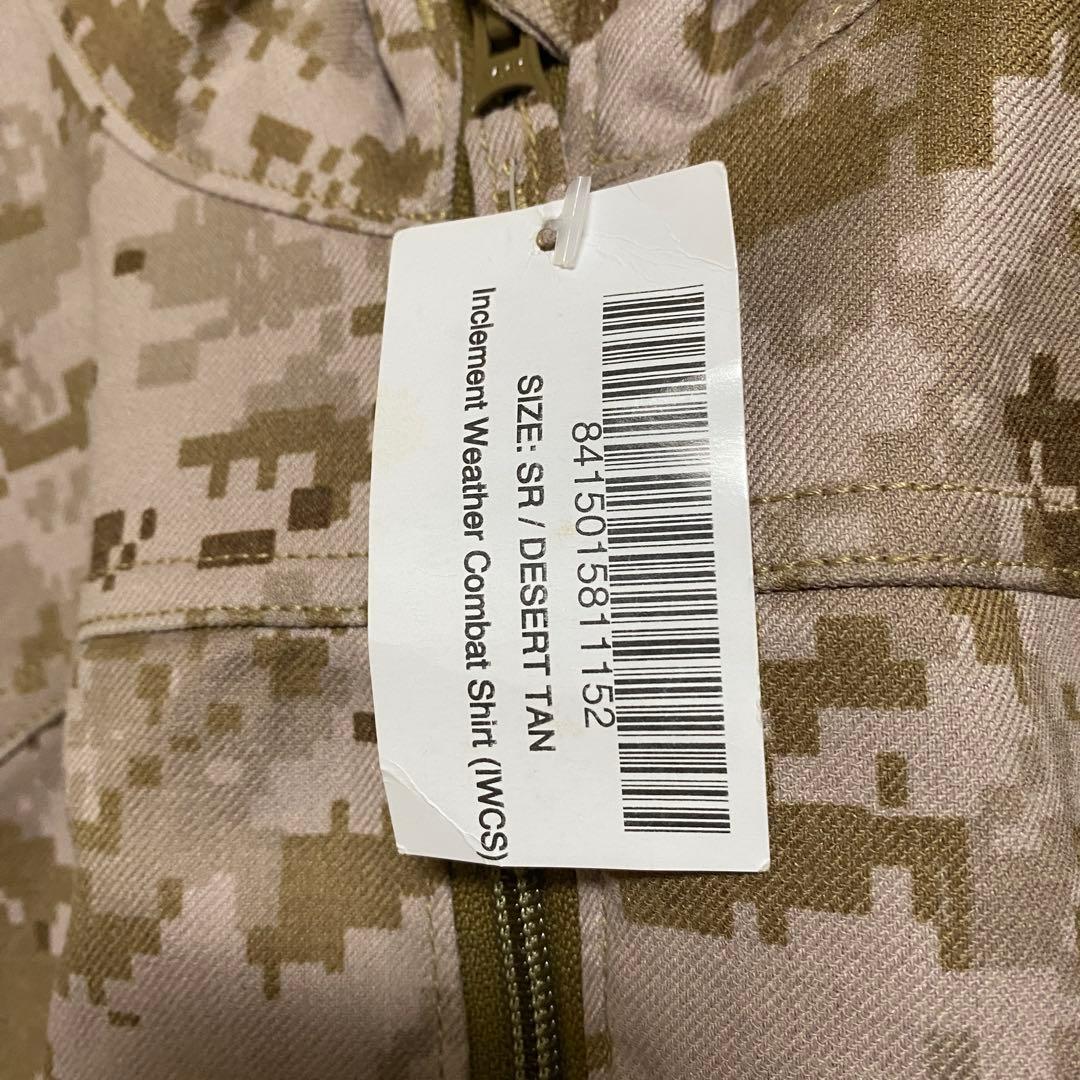 8415015811152
SIZE: SR / DESERT TAN
Inclement Weather Combat Shirt (IWCS)